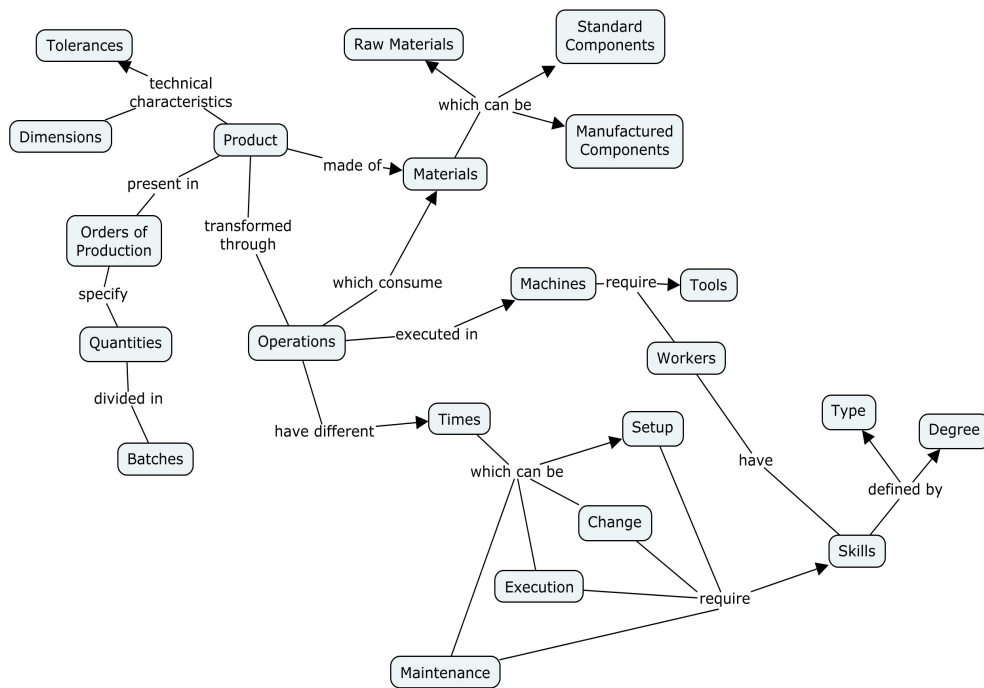 Standard
Components
Tolerances
Raw Materials
technical
characteristics
which can be
Dimensions
Product
Manufactured
Components
made of
Materials
present in
Orders of
Production
transformed
through
which consume
Machines
require
Tools
specify
Quantities
Operations
executed in
Workers
divided in
Times
have different
Setup
Type
Degree
Batches
which can be
have
defined by
Change
Skills
Execution
require
Maintenance